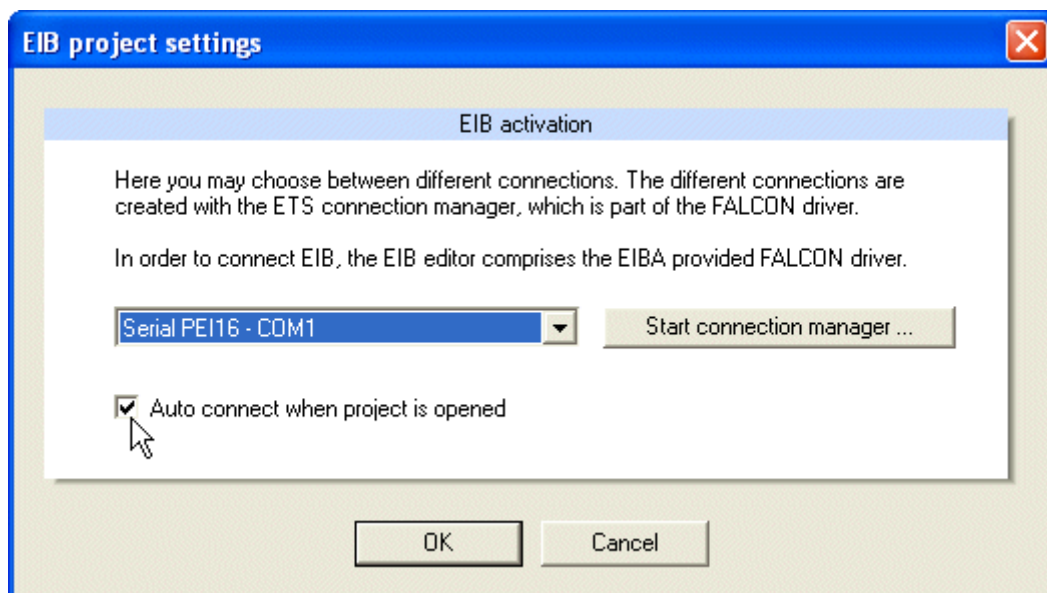 EIB project settings
EIB activation
Here you may choose between different connections. The different connections are
created with the ETS connection manager, which is part of the FALCON driver.
In order to connect EIB, the EIB editor comprises the EIBA provided FALCON driver.
Serial PEI16 - COM1
Start connection manager ...
Auto connect when project is opened
OK
Cancel